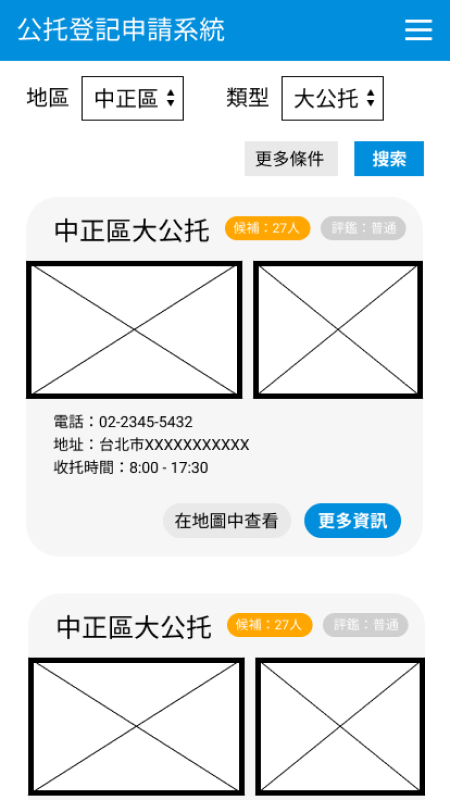 公托登記申請系統
地區 中正區 類型 大公托
更多條件 搜索
中正區大公托 候補：27人 評鑑：普通
電話：02-2345-5432
地址：台北市XXXXXXXXXXX
收托時間：8:00 - 17:30
在地圖中查看 更多資訊
中正區大公托 候補：27人 評鑑：普通